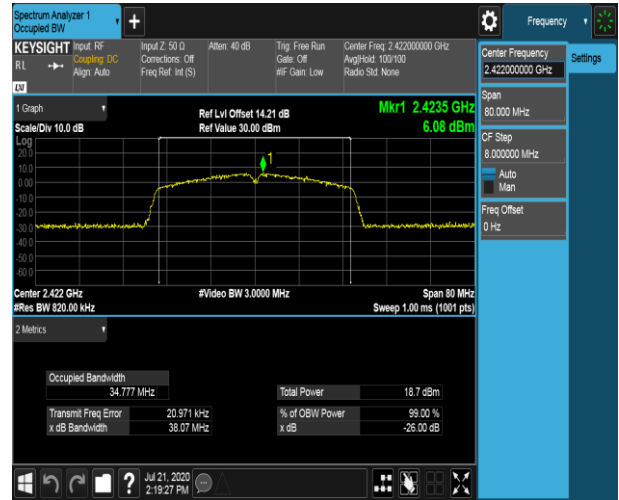 Spectrum Analyzer 1
Occupied BW
Frequency
KEYSIGHT Input: RF
Coupling: DC
Align: Auto
RL
LXI
Input Z: 50 Ω
Corrections: Off
Freq Ref: Int (S)
Atten: 40 dB
Trig: Free Run
Gate: Off
#IF Gain: Low
Center Freq: 2.422000000 GHz
Avg|Hold: 100/100
Radio Std: None
1 Graph
Scale/Div 10.0 dB
Ref Lvl Offset 14.21 dB
Ref Value 30.00 dBm
Mkr1 2.4235 GHz
6.08 dBm
Log
20.0
10.0
0.00
-10.0
-20.0
-30.0
-40.0
-50.0
-60.0
1
Center 2.422 GHz
#Res BW 820.00 kHz
#Video BW 3.0000 MHz
Span 80 MHz
Sweep 1.00 ms (1001 pts)
2 Metrics
Occupied Bandwidth
34.777 MHz
Total Power 18.7 dBm
Transmit Freq Error 20.971 kHz
% of OBW Power 99.00 %
x dB Bandwidth 38.07 MHz
x dB -26.00 dB
Jul 21, 2020
2:19:27 PM
Center Frequency
2.422000000 GHz
Settings
Span
80.000 MHz
CF Step
8.000000 MHz
Auto
Man
Freq Offset
0 Hz